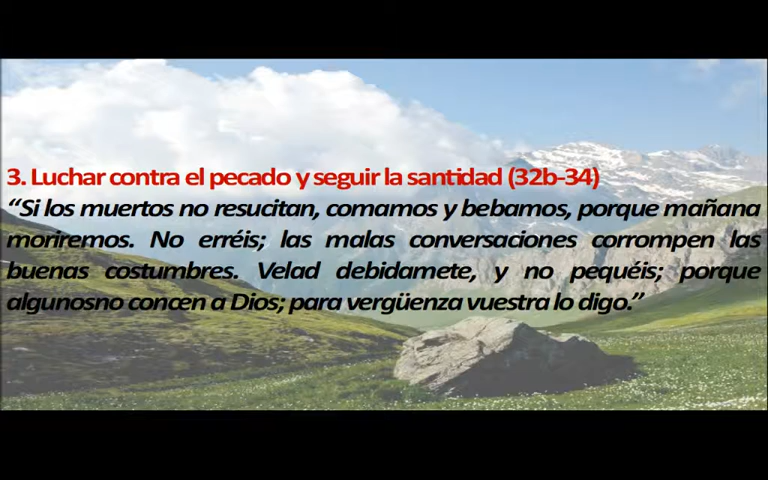 3. Luchar contra el pecado y seguir la santidad (32b-34)
“Si los muertos no resucitan, comamos y bebamos, porque mañana
moriremos. No erréis; las malas conversaciones corrompen las
buenas costumbres. Velad debidamete, y no pequéis; porque
algunosno concen a Dios; para vergüenza vuestra lo digo.”